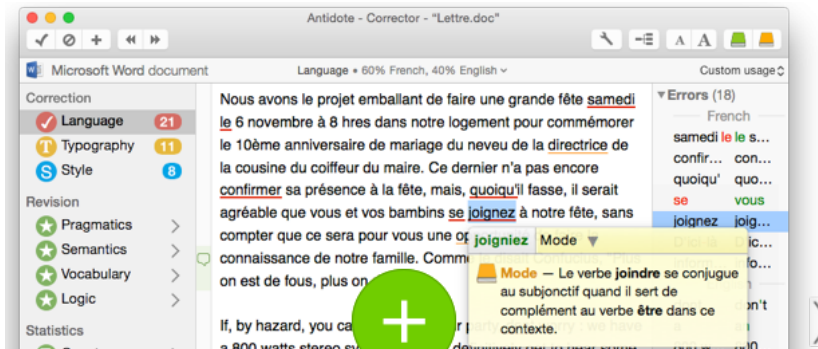 Antidote - Corrector - "Lettre.doc"
A A
Microsoft Word document
Language • 60% French, 40% English
Custom usage
Correction
Language 21
Typography 11
Style 8
Revision
Pragmatics
Semantics
Vocabulary
Logic
Statistics
Nous avons le projet emballant de faire une grande fête samedi
le 6 novembre à 8 hres dans notre logement pour commémorer
le 10ème anniversaire de mariage du neveu de la directrice de
la cousine du coiffeur du maire. Ce dernier n'a pas encore
confirmer sa présence à la fête, mais, quoiqu'il fasse, il serait
agréable que vous et vos bambins se joignez à notre fête, sans
compter que ce sera pour vous une
connaissance de notre famille.
on est de fous, plus on
If, by hazard, you
a 800 watts stereo
joigniez Mode
Mode — Le verbe joindre se conjugue
au subjonctif quand il sert de
complément au verbe être dans ce
contexte.
Errors (18)
French
samedi le le s…
confir… con…
quoiqu' quo…
se vous
joignez joig…